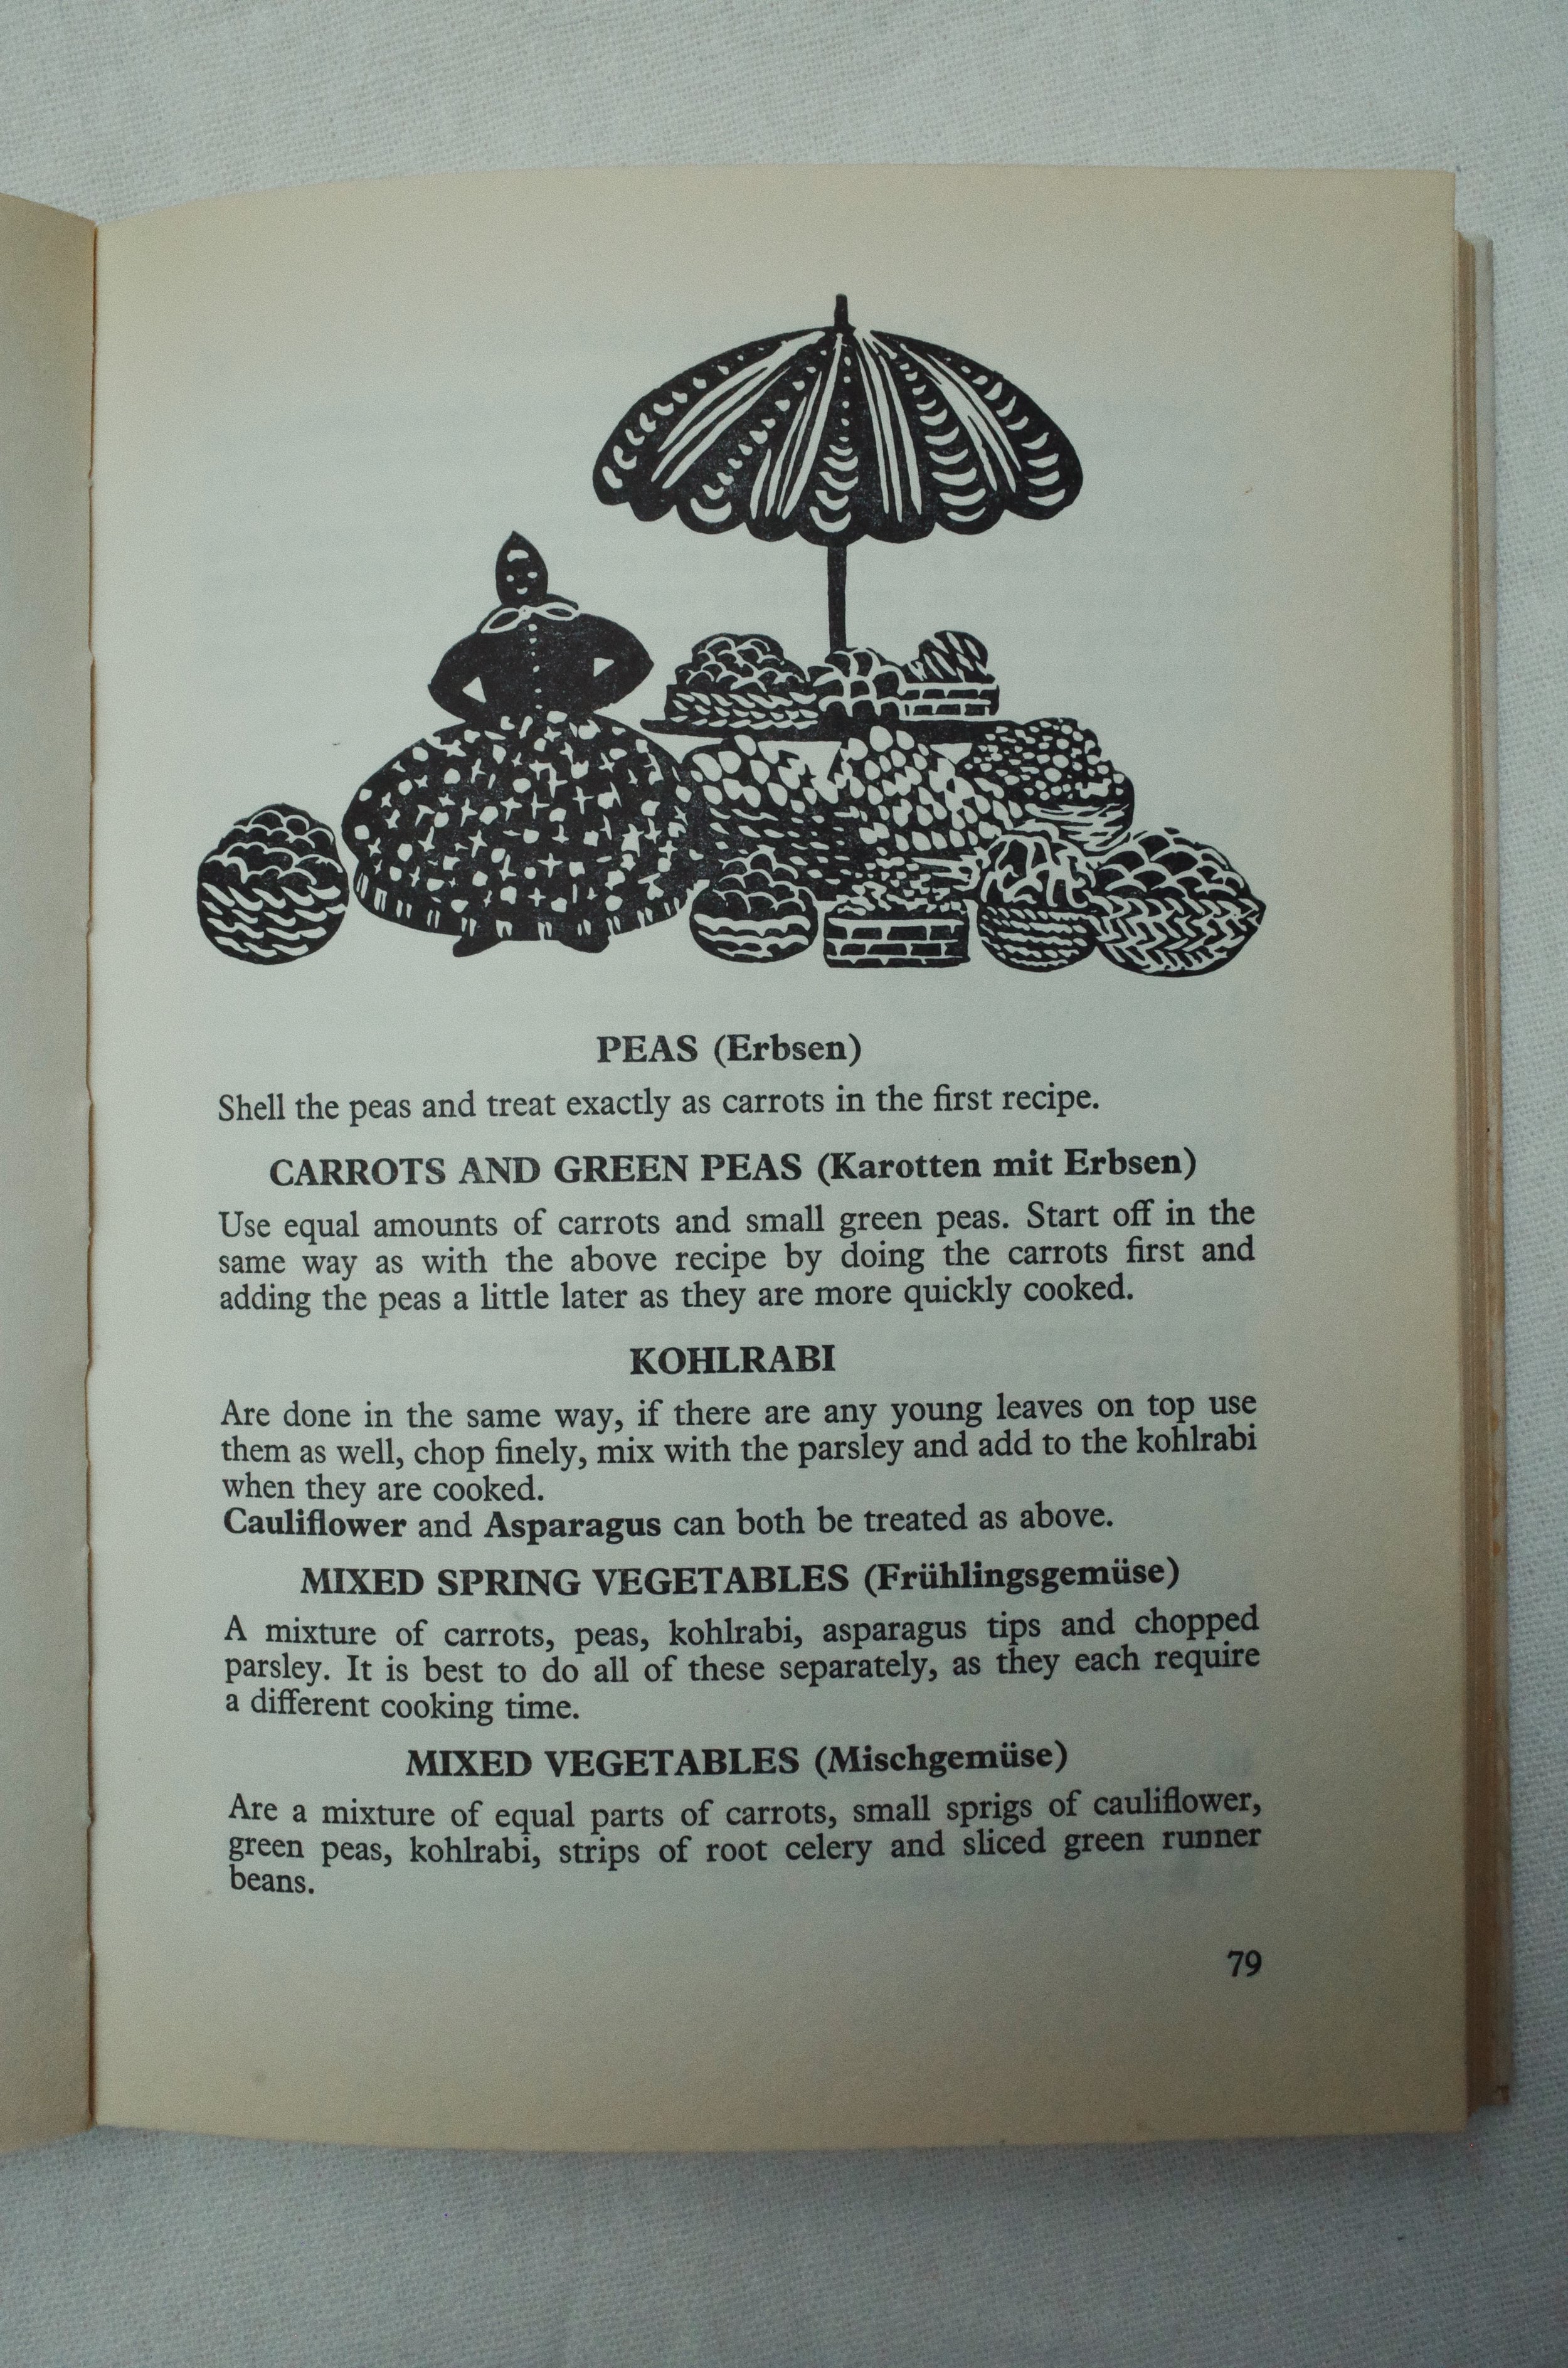 PEAS (Erbsen)
Shell the peas and treat exactly as carrots in the first recipe.
CARROTS AND GREEN PEAS (Karotten mit Erbsen)
Use equal amounts of carrots and small green peas. Start off in the
same way as with the above recipe by doing the carrots first and
adding the peas a little later as they are more quickly cooked.
KOHLRABI
Are done in the same way, if there are any young leaves on top use
them as well, chop finely, mix with the parsley and add to the kohlrabi
when they are cooked.
Cauliflower and Asparagus can both be treated as above.
MIXED SPRING VEGETABLES (Frühlingsgemüse)
A mixture of carrots, peas, kohlrabi, asparagus tips and chopped
parsley. It is best to do all of these separately, as they each require
a different cooking time.
MIXED VEGETABLES (Mischgemüse)
Are a mixture of equal parts of carrots, small sprigs of cauliflower,
green peas, kohlrabi, strips of root celery and sliced green runner
beans.
79